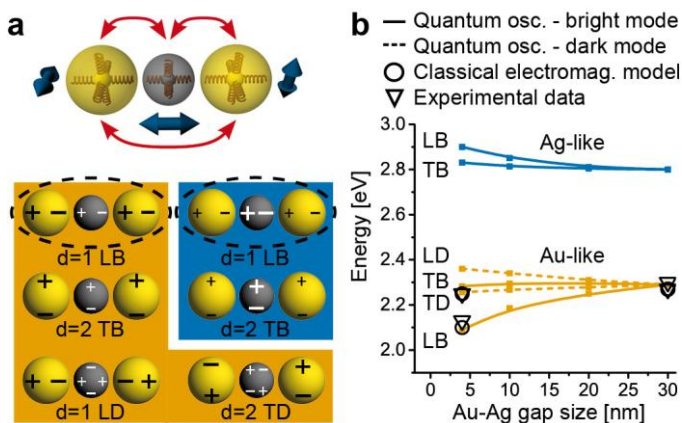 a
+ - + - + -
d=1 LB
+ - + - + -
d=1 LB
+ - + - + -
d=2 TB
+ - + - + -
d=2 TB
+ - - + + - - +
d=1 LD
+ - - + + - + -
d=2 TD
b
Quantum osc. - bright mode
Quantum osc. - dark mode
Classical electromag. model
Experimental data
3.0
2.8
2.6
2.4
2.2
2.0
Energy [eV]
LB
TB
Ag-like
LD
TB
TD
LB
Au-like
0 5 10 15 20 25 30
Au-Ag gap size [nm]